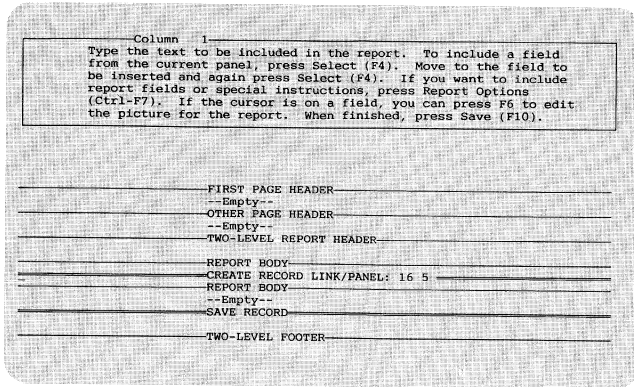 Column 1
Type the text to be included in the report. To include a field
from the current panel, press Select (F4). Move to the field to
be inserted and again press Select (F4). If you want to include
report fields or special instructions, press Report Options
(Ctrl-F7). If the cursor is on a field, you can press F6 to edit
the picture for the report. When finished, press Save (F10).
FIRST PAGE HEADER
--Empty--
OTHER PAGE HEADER
--Empty--
TWO-LEVEL REPORT HEADER
REPORT BODY
CREATE RECORD LINK/PANEL: 16 5
REPORT BODY
--Empty--
SAVE RECORD
TWO-LEVEL FOOTER